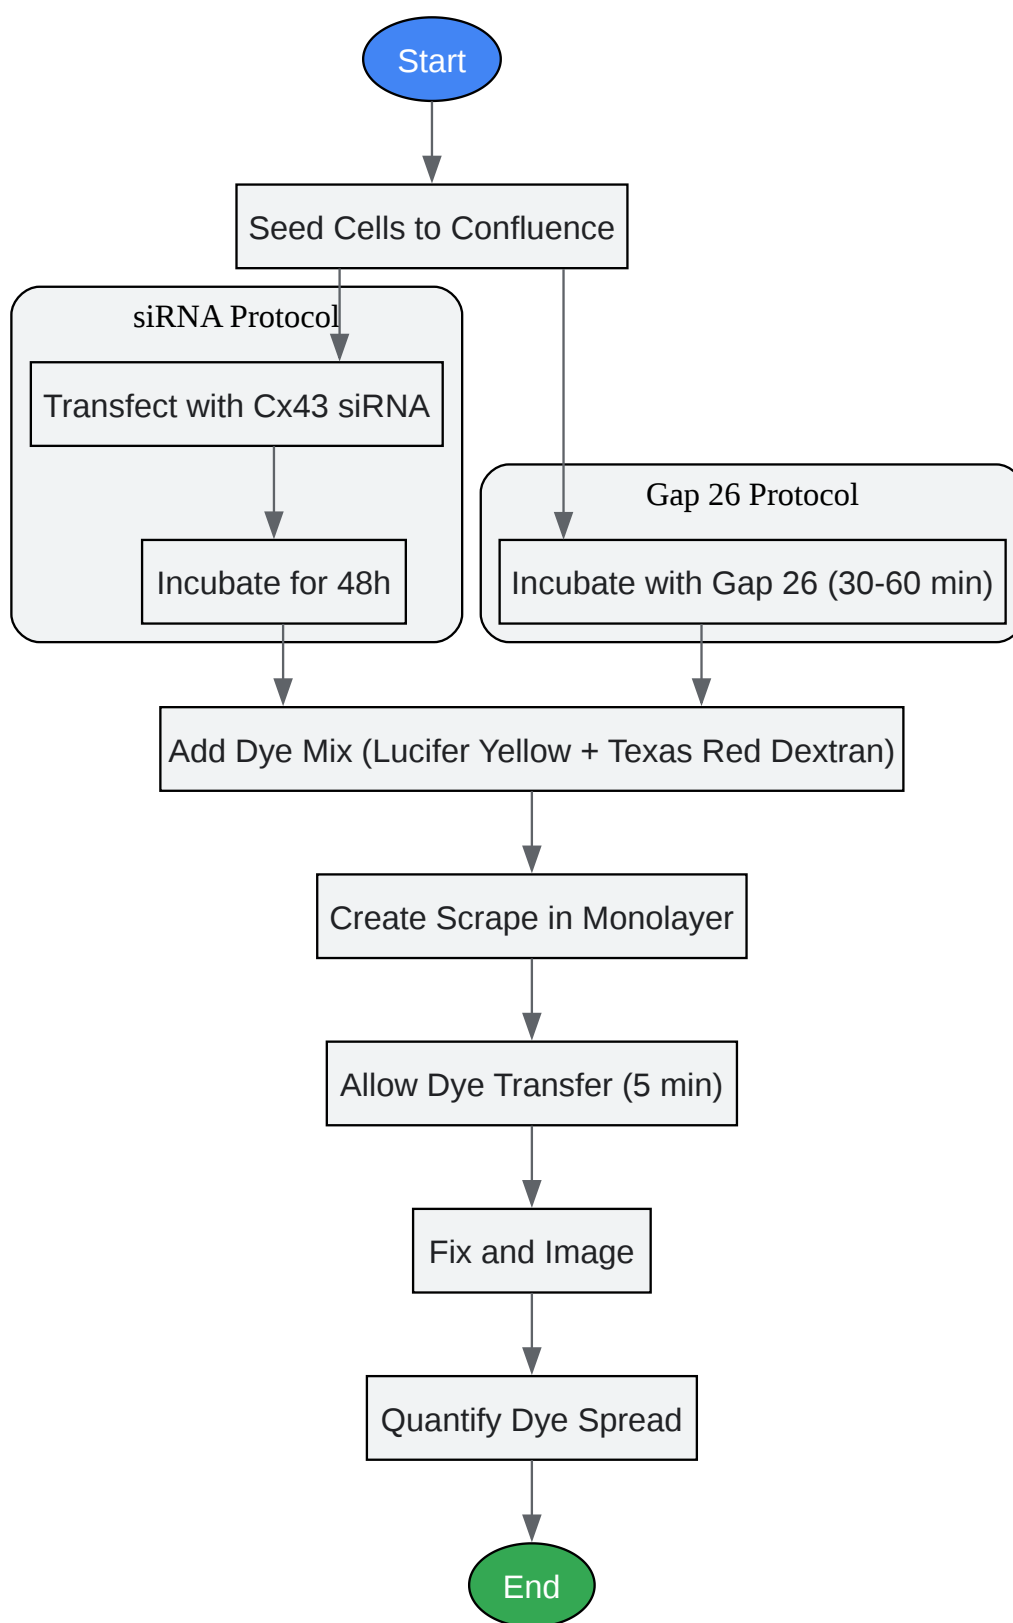 Start
Seed Cells to Confluence
siRNA Protocol
Transfect with Cx43 siRNA
Incubate for 48h
Gap 26 Protocol
Incubate with Gap 26 (30-60 min)
Add Dye Mix (Lucifer Yellow + Texas Red Dextran)
Create Scrape in Monolayer
Allow Dye Transfer (5 min)
Fix and Image
Quantify Dye Spread
End